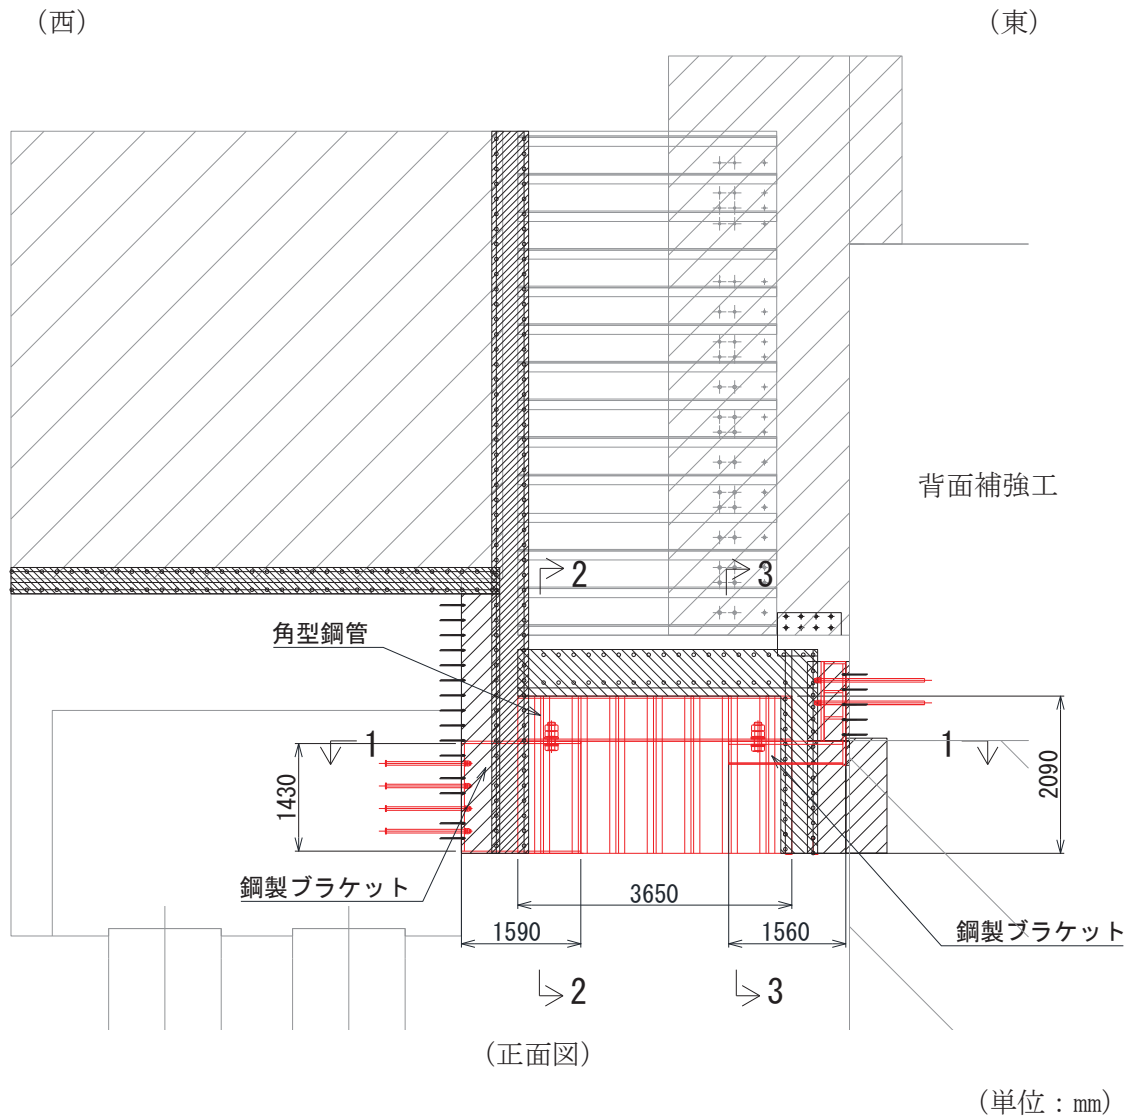 （西）
（東）
背面補強工
2
3
角型鋼管
1
1
1430
2090
鋼製ブラケット
3650
1590
1560
鋼製ブラケット
2
3
（正面図）
（単位：mm）